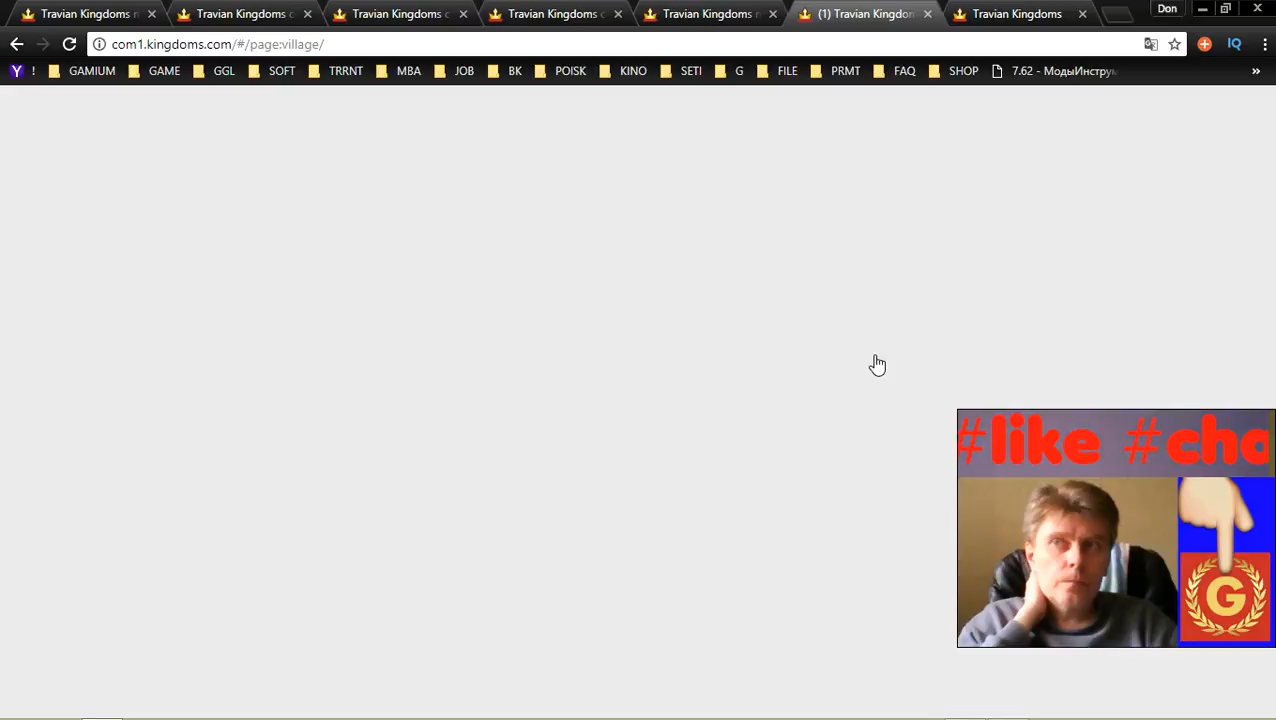 Travian Kingdoms Travian Kingdoms Travian Kingdoms Travian Kingdoms Travian Kingdoms (1) Travian Kingdom Travian Kingdoms Don
com1.kingdoms.com/#/page:village/ IQ
Y ! GAMIUM GAME GGL SOFT TRRNT MBA JOB BK POISK KINO SETI G FILE PRMT FAQ SHOP 7.62 - МодыИнструм »
#like #cha
G